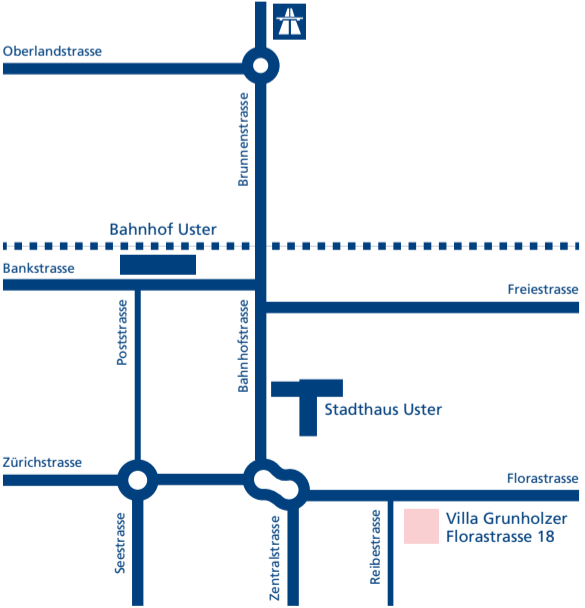 Oberlandstrasse
Brunnenstrasse
Bahnhof Uster
Bankstrasse
Freiestrasse
Poststrasse
Bahnhofstrasse
Stadthaus Uster
Zürichstrasse
Florastrasse
Seestrasse
Zentralstrasse
Reibestrasse
Villa Grunholzer
Florastrasse 18